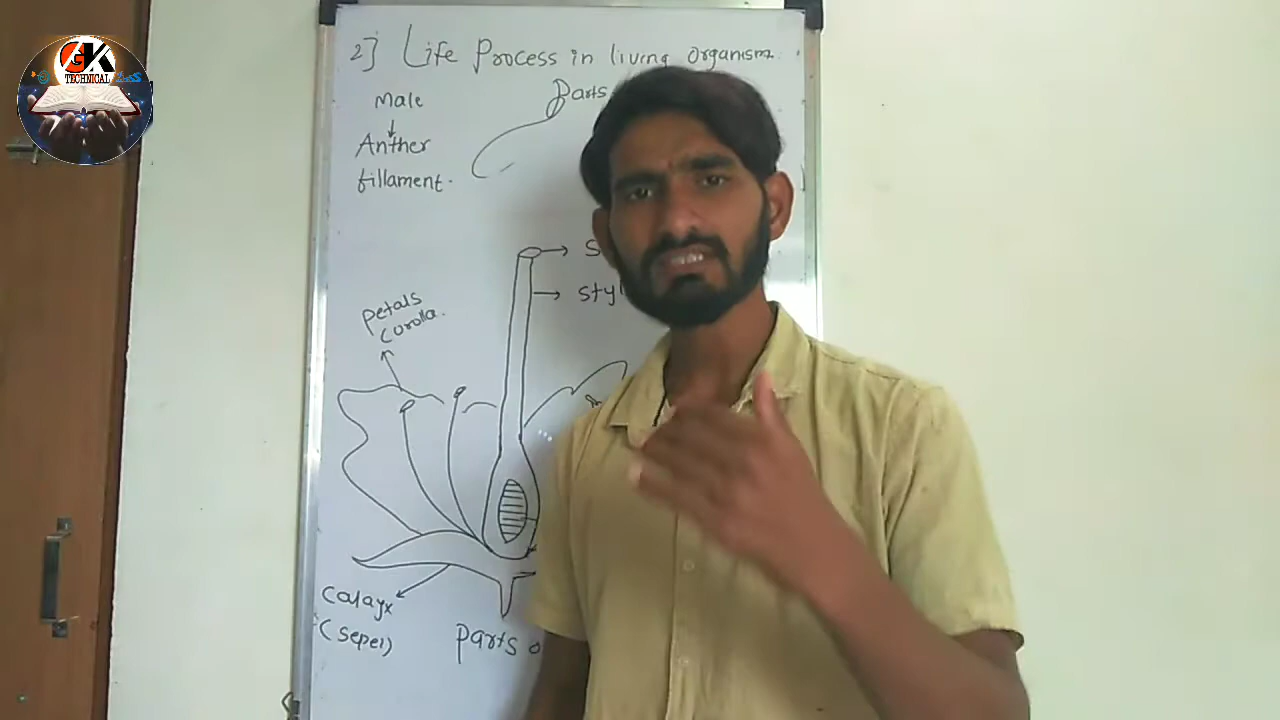 GK
TECHNICAL
2] Life Process in living organism
Male
Parts
Anther
fillament.
S
styl
Petals
Corolla.
Calayx
(Sepel)
Parts o